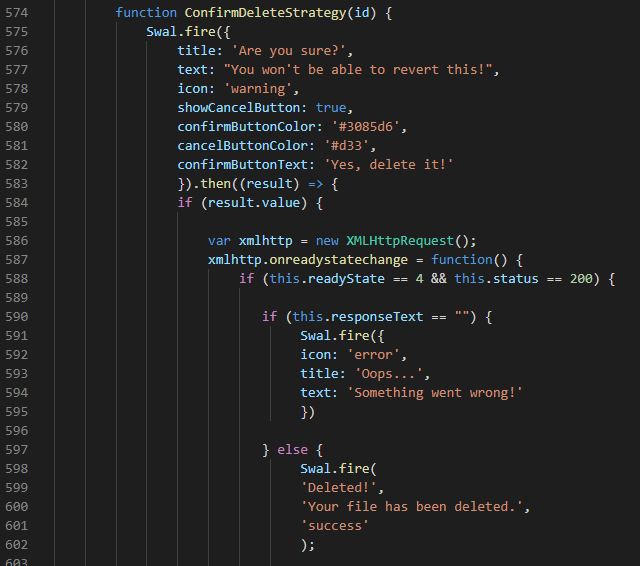 574 function ConfirmDeleteStrategy(id) {
575 Swal.fire({
576 title: 'Are you sure?',
577 text: "You won't be able to revert this!",
578 icon: 'warning',
579 showCancelButton: true,
580 confirmButtonColor: '#3085d6',
581 cancelButtonColor: '#d33',
582 confirmButtonText: 'Yes, delete it!'
583 }).then((result) => {
584 if (result.value) {
585
586 var xmlhttp = new XMLHttpRequest();
587 xmlhttp.onreadystatechange = function() {
588 if (this.readyState == 4 && this.status == 200) {
589
590 if (this.responseText == "") {
591 Swal.fire({
592 icon: 'error',
593 title: 'Oops...',
594 text: 'Something went wrong!'
595 })
596
597 } else {
598 Swal.fire(
599 'Deleted!',
600 'Your file has been deleted.',
601 'success'
602 );
603